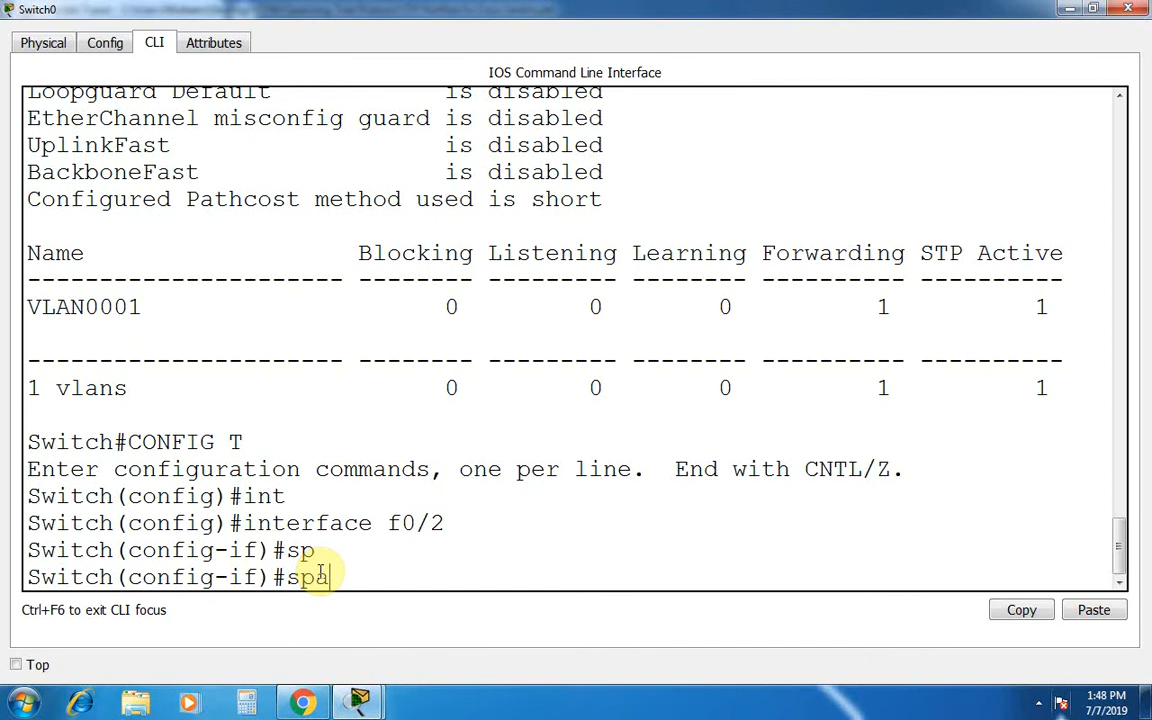 Switch0
Physical Config CLI Attributes
IOS Command Line Interface
Loopguard Default is disabled
EtherChannel misconfig guard is disabled
UplinkFast is disabled
BackboneFast is disabled
Configured Pathcost method used is short
Name Blocking Listening Learning Forwarding STP Active
---------------------- -------- --------- -------- ---------- ----------
VLAN0001 0 0 0 1 1
---------------------- -------- --------- -------- ---------- ----------
1 vlans 0 0 0 1 1
Switch#CONFIG T
Enter configuration commands, one per line. End with CNTL/Z.
Switch(config)#int
Switch(config)#interface f0/2
Switch(config-if)#sp
Switch(config-if)#spa
Ctrl+F6 to exit CLI focus
Copy Paste
Top
1:48 PM
7/7/2019